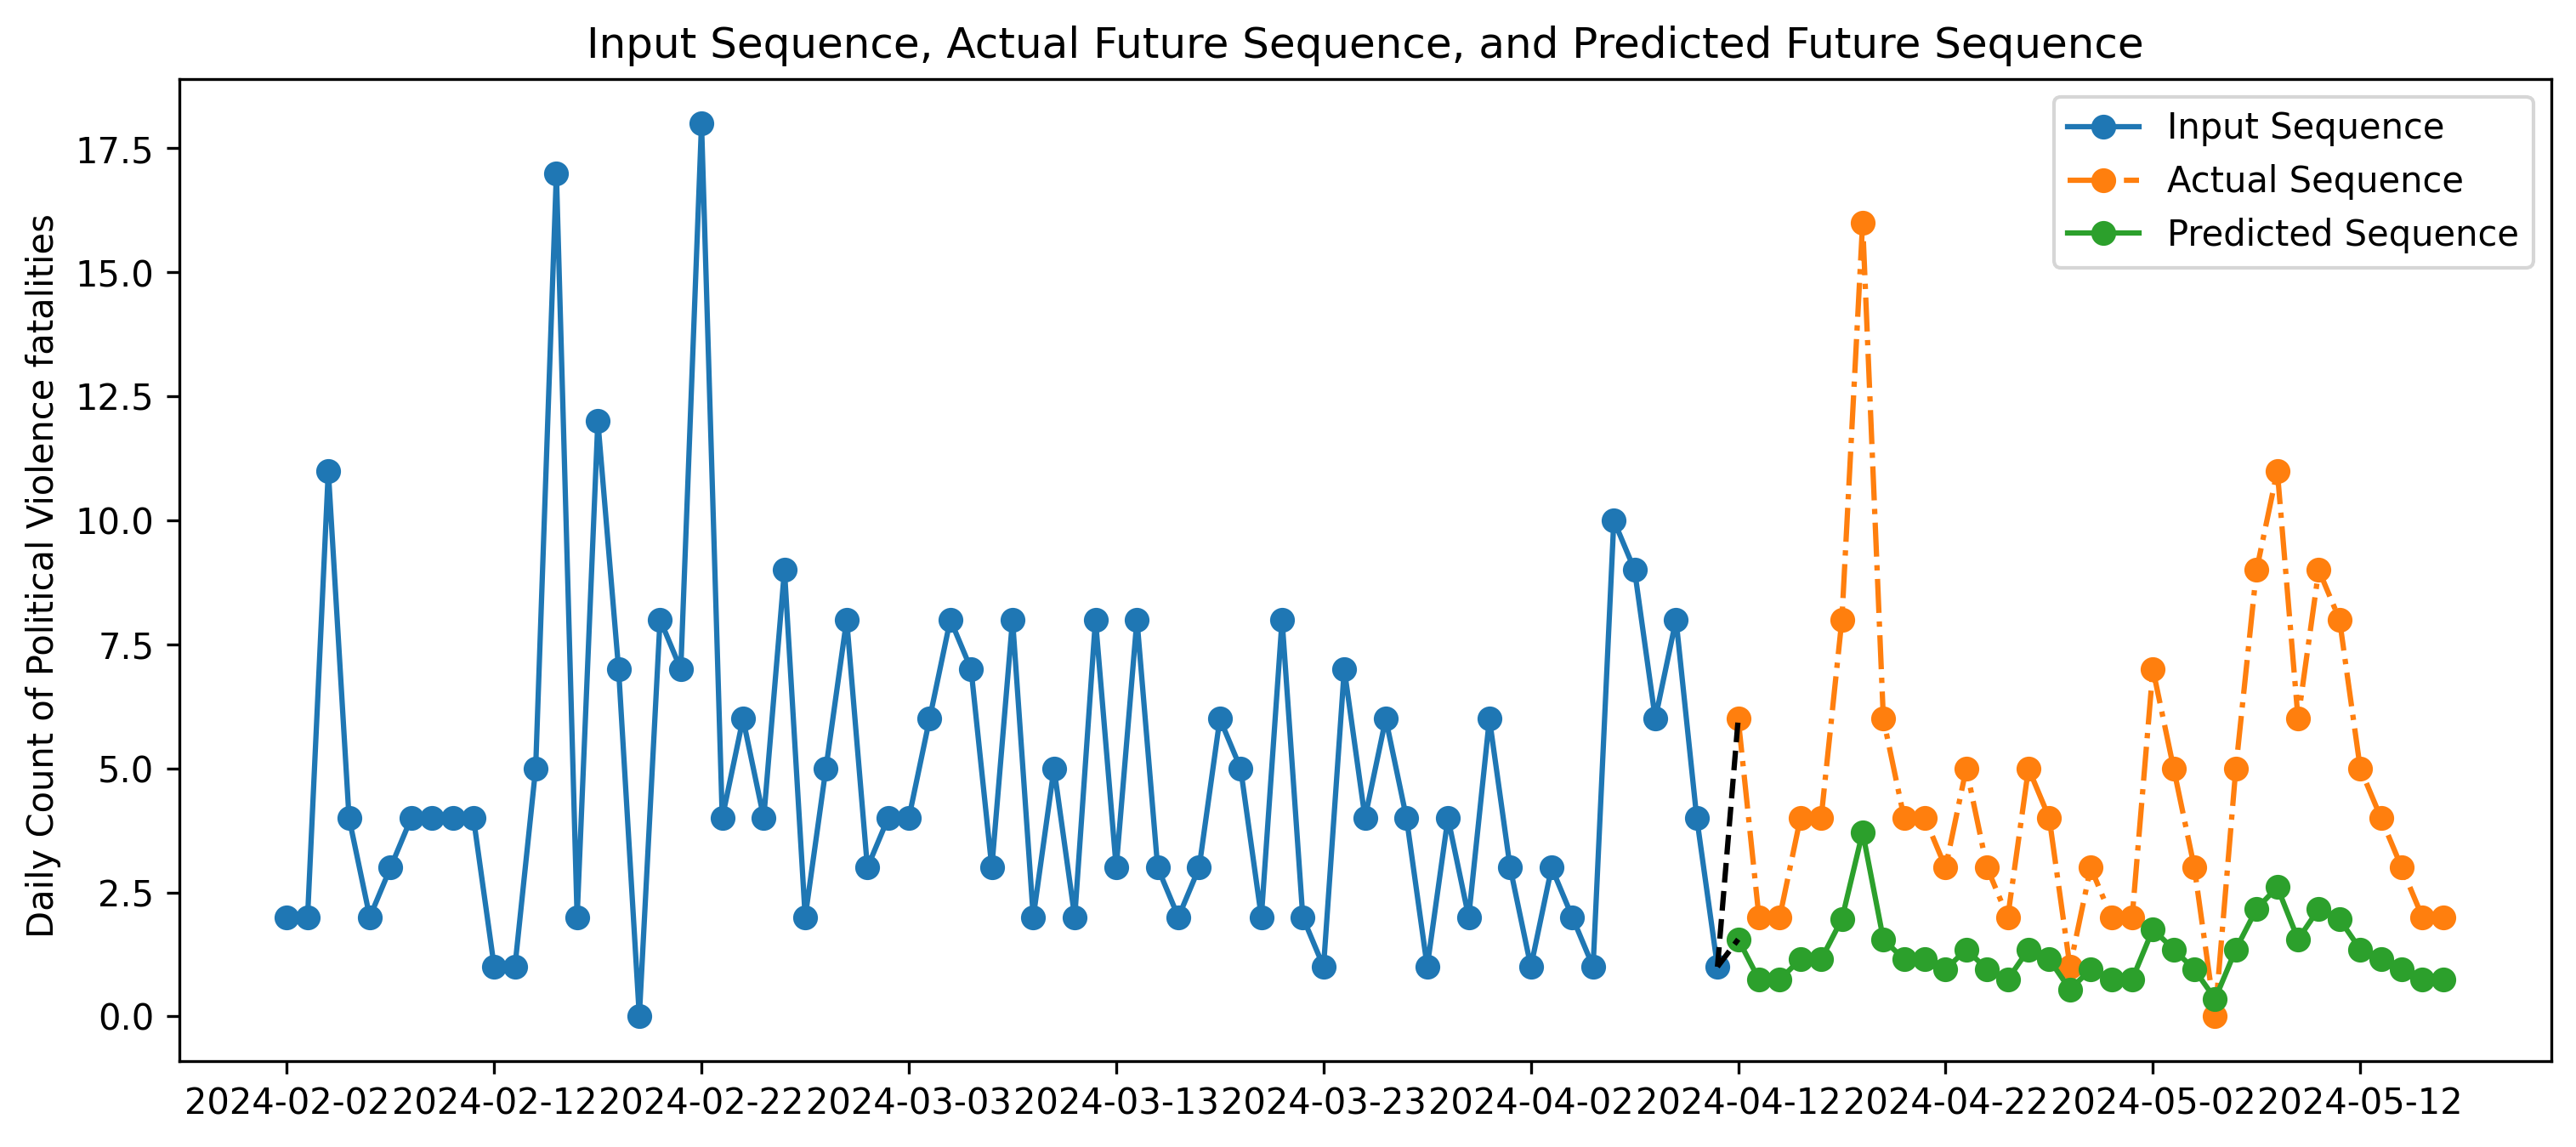 Input Sequence, Actual Future Sequence, and Predicted Future Sequence
Daily Count of Political Violence fatalities
17.5
15.0
12.5
10.0
7.5
5.0
2.5
0.0
Input Sequence
Actual Sequence
Predicted Sequence
2024-02-02 2024-02-12 2024-02-22 2024-03-03 2024-03-13 2024-03-23 2024-04-02 2024-04-12 2024-04-22 2024-05-02 2024-05-12